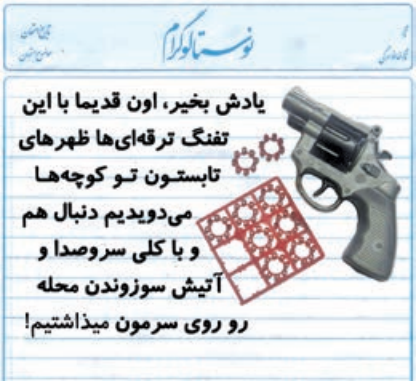 نوستالوگرام
یادش بخیر، اون قدیما با این
تفنگ ترقه‌ای‌ها ظهرهای
تابستون تو کوچه‌ها
می‌دویدیم دنبال هم
و با کلی سروصدا و
آتیش سوزوندن محله
رو روی سرمون میذاشتیم!